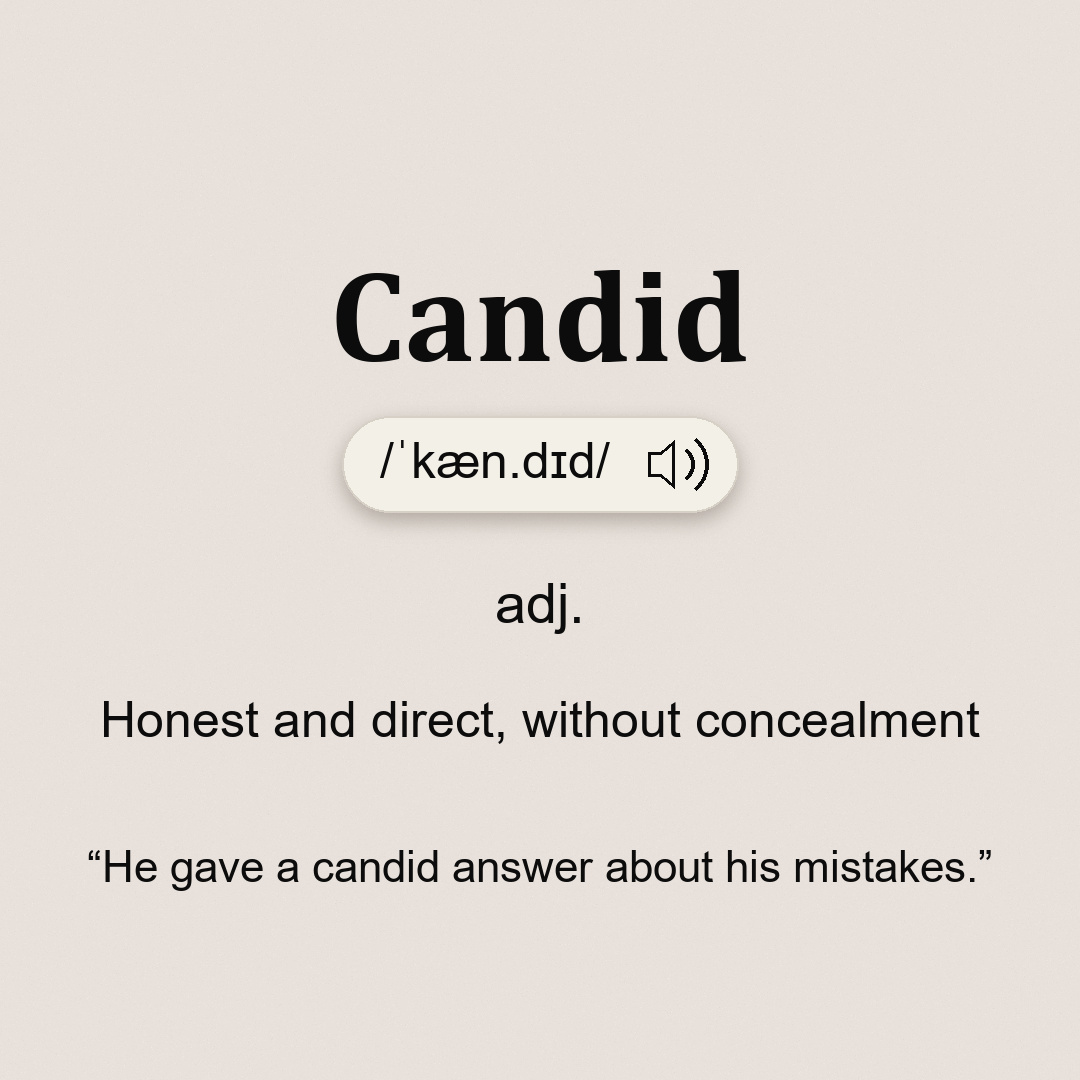 Candid
/ˈkæn.dɪd/
adj.
Honest and direct, without concealment
“He gave a candid answer about his mistakes.”